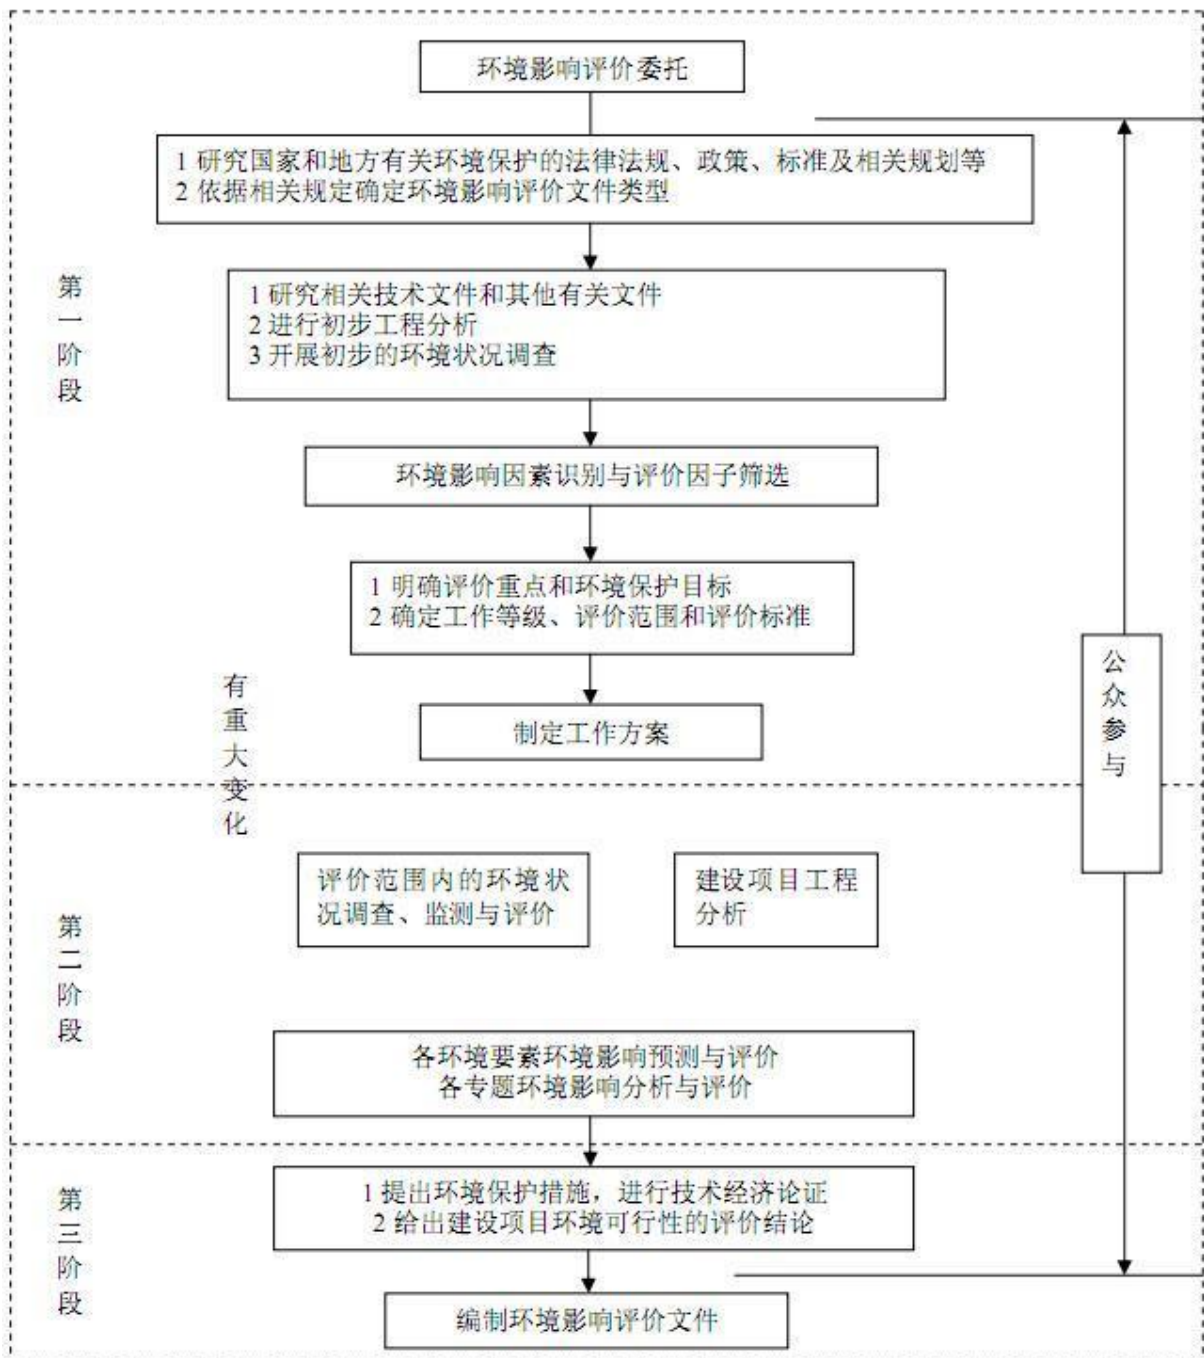 环境影响评价委托
1 研究国家和地方有关环境保护的法律法规、政策、标准及相关规划等
2 依据相关规定确定环境影响评价文件类型
第一阶段
1 研究相关技术文件和其他有关文件
2 进行初步工程分析
3 开展初步的环境状况调查
环境影响因素识别与评价因子筛选
1 明确评价重点和环境保护目标
2 确定工作等级、评价范围和评价标准
公众参与
有重大变化
制定工作方案
第二阶段
评价范围内的环境状
况调查、监测与评价
建设项目工程
分析
各环境要素环境影响预测与评价
各专题环境影响分析与评价
第三阶段
1 提出环境保护措施，进行技术经济论证
2 给出建设项目环境可行性的评价结论
编制环境影响评价文件